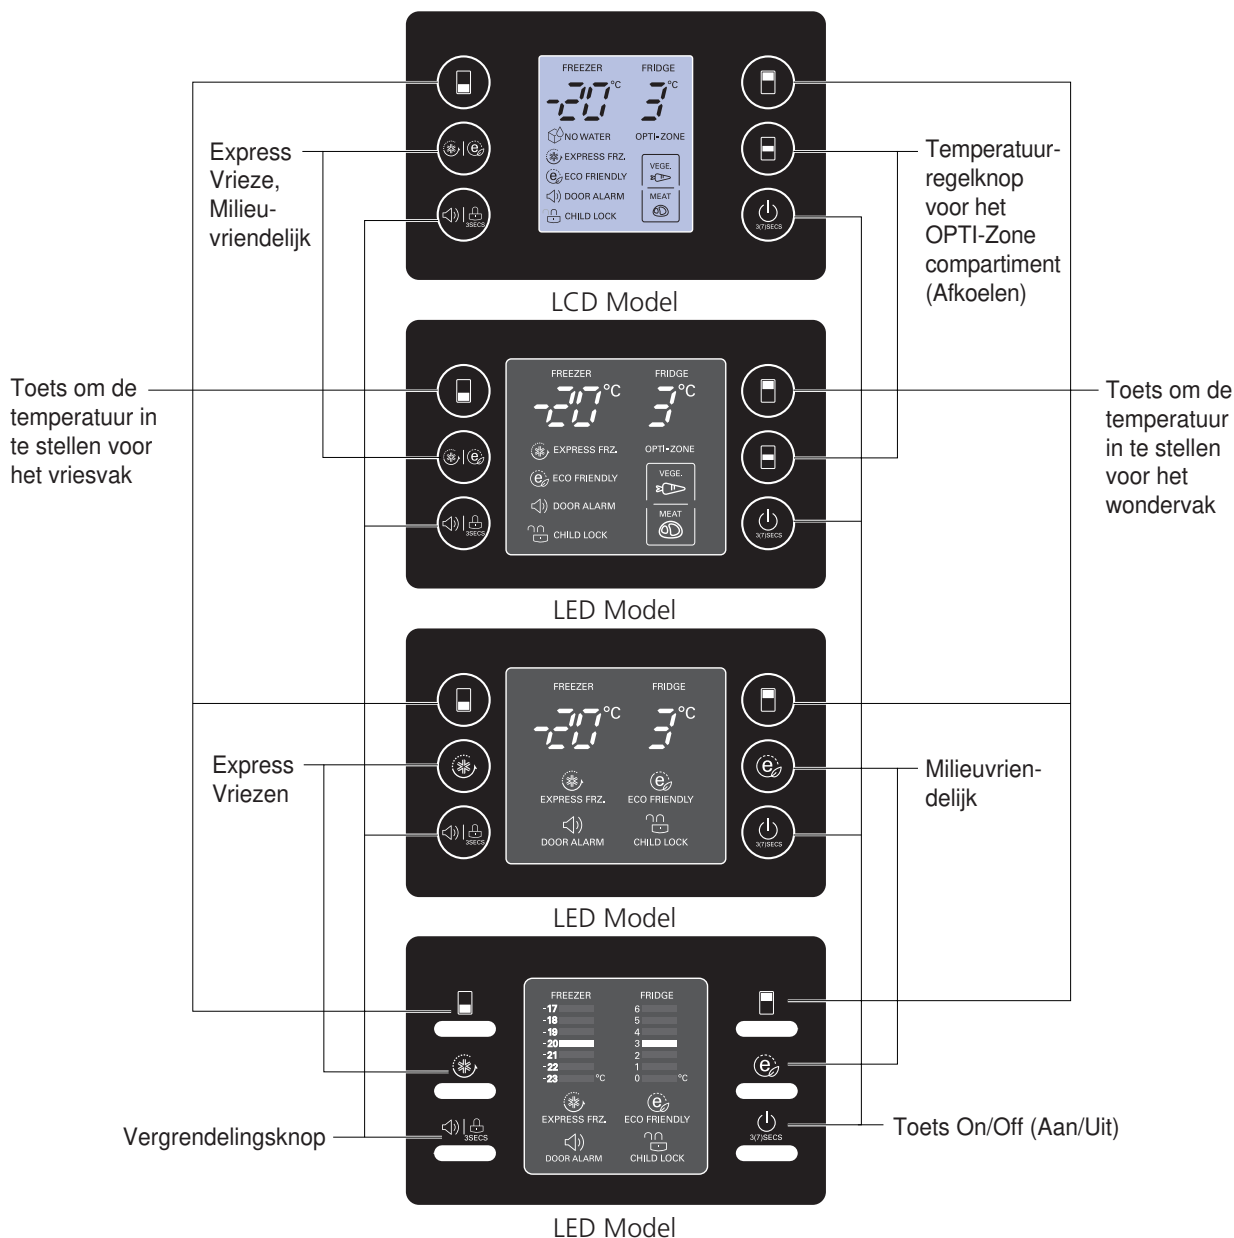 FREEZER FRIDGE
-20 °C 3 °C
NO WATER OPTI-ZONE
EXPRESS FRZ.
VEGE.
ECO FRIENDLY
DOOR ALARM MEAT
CHILD LOCK
3SECS
3(7)SECS
LCD Model
Express
Vrieze,
Milieu-
vriendelijk
Temperatuur-
regelknop
voor het
OPTI-Zone
compartiment
(Afkoelen)
FREEZER FRIDGE
-20 °C 3 °C
EXPRESS FRZ. OPTI-ZONE
ECO FRIENDLY VEGE.
DOOR ALARM
MEAT
CHILD LOCK
3SECS
3(7)SECS
LED Model
Toets om de
temperatuur in
te stellen voor
het vriesvak
Toets om de
temperatuur
in te stellen
voor het
wondervak
FREEZER FRIDGE
-20 °C 3 °C
EXPRESS FRZ. ECO FRIENDLY
DOOR ALARM CHILD LOCK
3SECS
3(7)SECS
LED Model
Express
Vriezen
Milieuvrien-
delijk
FREEZER FRIDGE
-17 6
-18 5
-19 4
-20 3
-21 2
-22 1
-23 °C 0 °C
EXPRESS FRZ. ECO FRIENDLY
DOOR ALARM CHILD LOCK
3SECS
3(7)SECS
Vergrendelingsknop
Toets On/Off (Aan/Uit)
LED Model